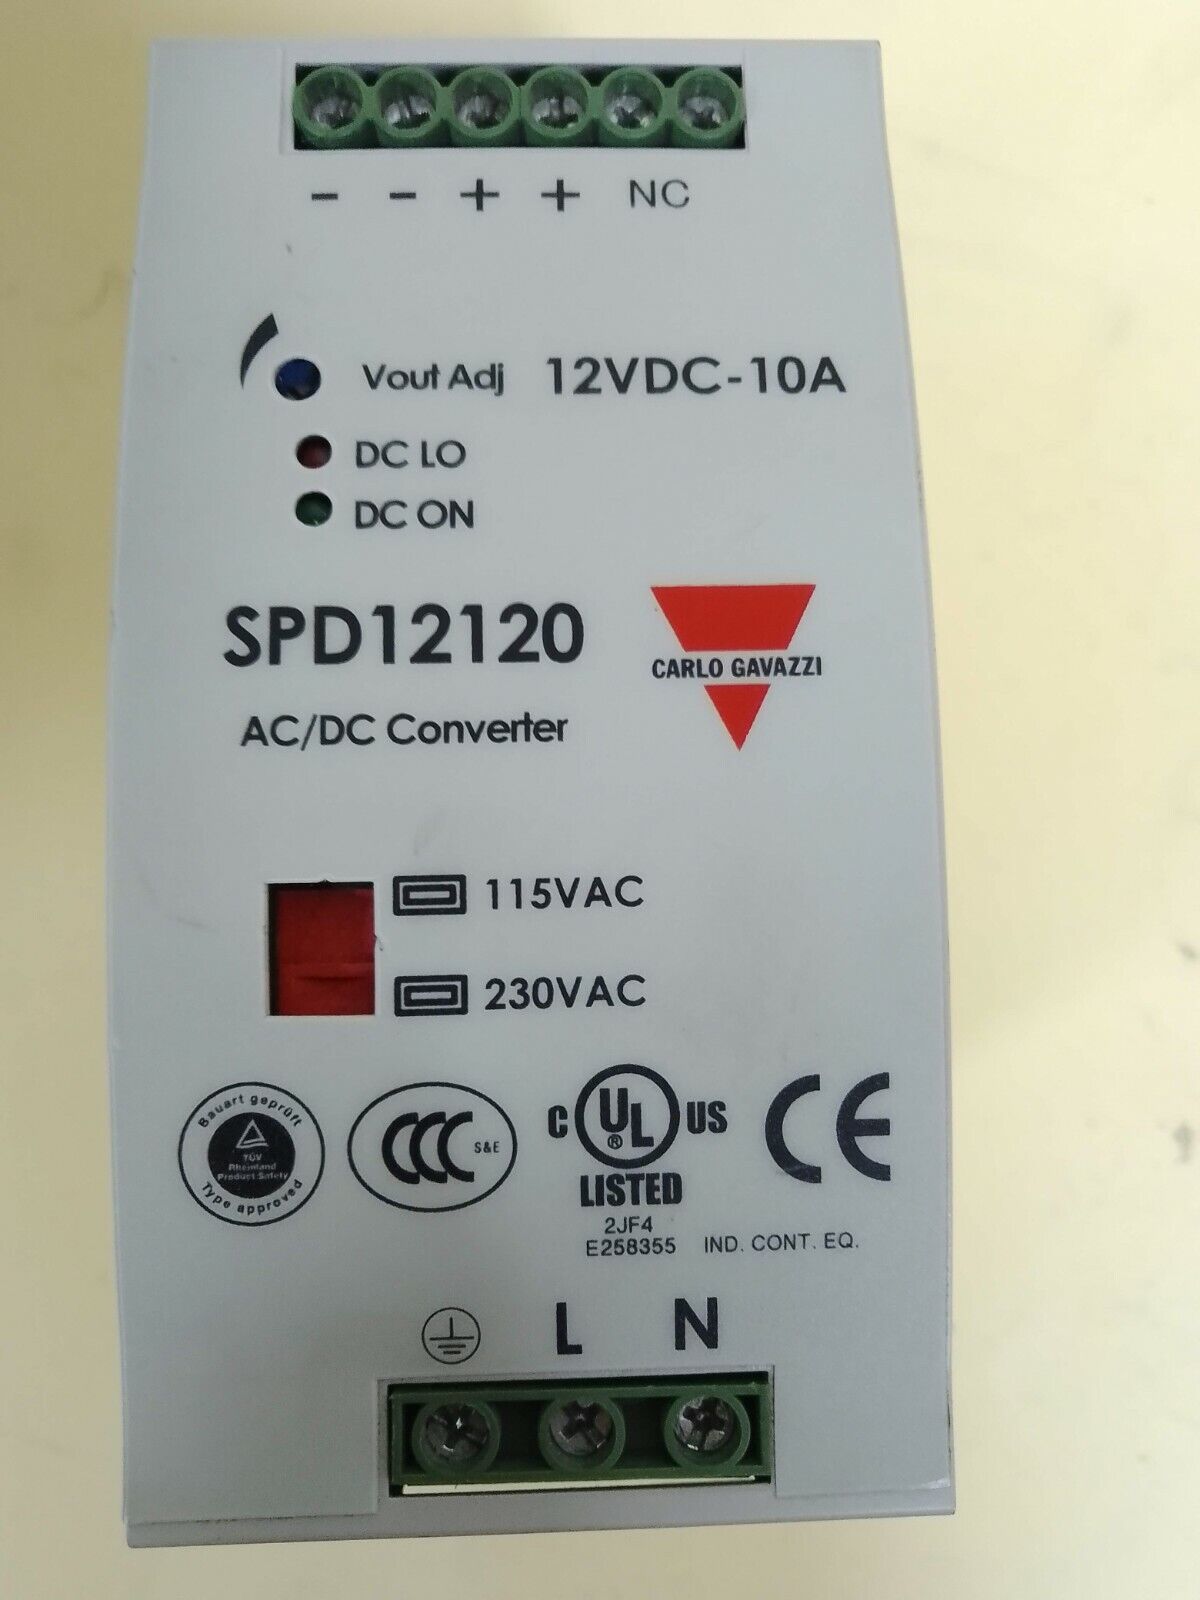 - - + + NC
Vout Adj 12VDC-10A
DC LO
DC ON
SPD12120
CARLO GAVAZZI
AC/DC Converter
115VAC
230VAC
Bauart geprüft
TÜV
Rheinland
Product Safety
Type approved
CCC S&E
C UL US
®
LISTED
2JF4
E258355 IND. CONT. EQ.
CE
L N